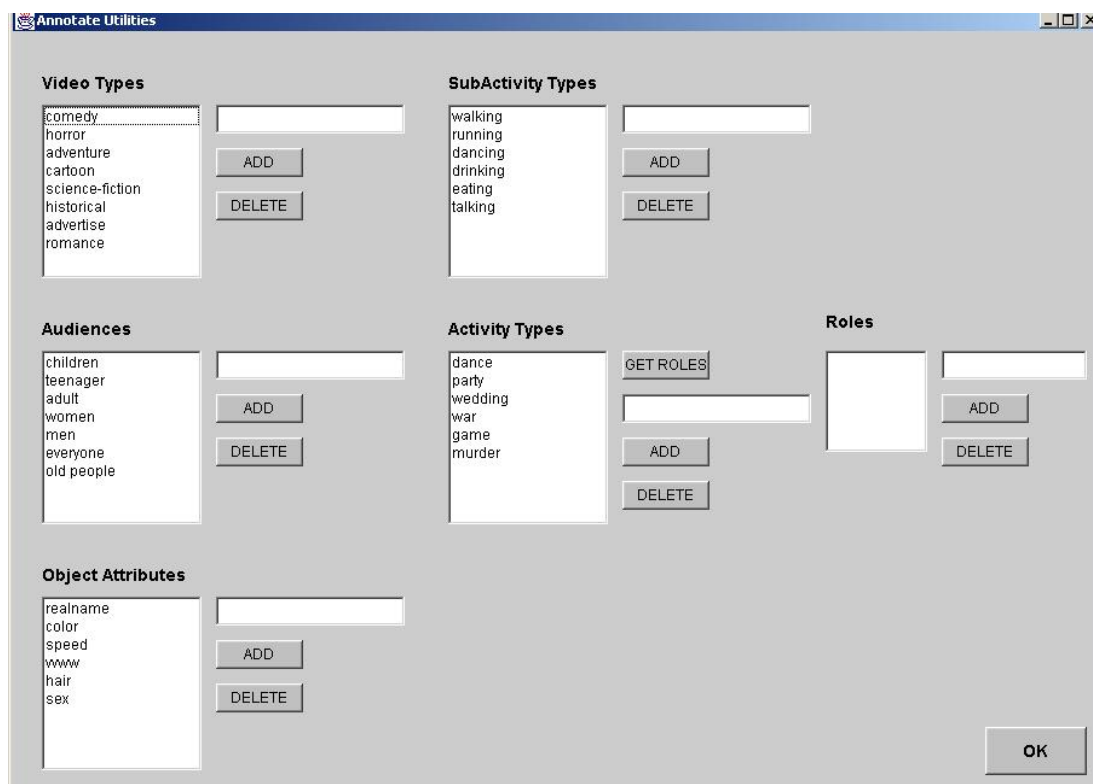 Annotate Utilities
Video Types
comedy
horror
adventure
cartoon
science-fiction
historical
advertise
romance
ADD
DELETE
SubActivity Types
walking
running
dancing
drinking
eating
talking
ADD
DELETE
Audiences
children
teenager
adult
women
men
everyone
old people
ADD
DELETE
Activity Types
dance
party
wedding
war
game
murder
GET ROLES
ADD
DELETE
Roles
ADD
DELETE
Object Attributes
realname
color
speed
www
hair
sex
ADD
DELETE
OK